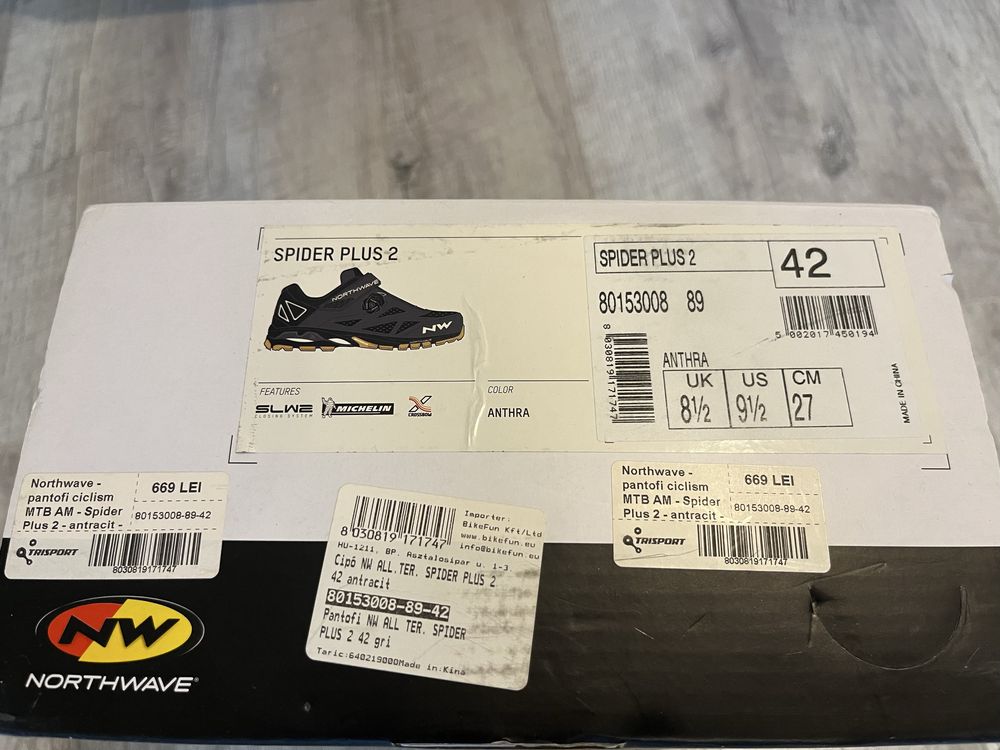 SPIDER PLUS 2
NORTHWAVE
NW
FEATURES
SLW2
CLOSING SYSTEM
MICHELIN
CROSSBOW
COLOR
ANTHRA
SPIDER PLUS 2
42
80153008 89
5 002017 450194
8 030819 171747
ANTHRA
UK
US
CM
8½
9½
27
MADE IN CHINA
Northwave -
pantofi ciclism
MTB AM - Spider
Plus 2 - antracit -
669 LEI
80153008-89-42
TRISPORT
8030819171747
8 030819 171747
Importer:
BikeFun Kft/Ltd
www.bikefun.eu
info@bikefun.eu
HU-1211, BP. Asztalosipar u. 1-3
Cipó NW ALL.TER. SPIDER PLUS 2
42 antracit
80153008-89-42
Pantofi NW ALL TER. SPIDER
PLUS 2 42 gri
Taric:640219000Made in:Kina
Northwave -
pantofi ciclism
MTB AM - Spider
Plus 2 - antracit -
669 LEI
80153008-89-42
TRISPORT
8030819171747
NW
NORTHWAVE®